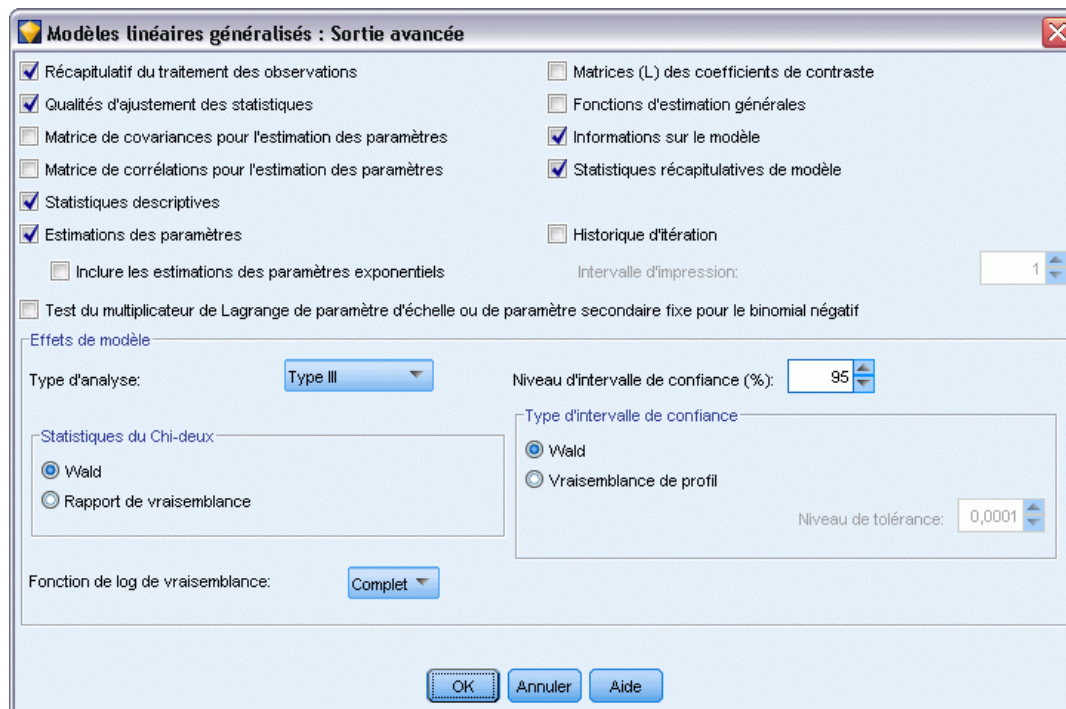 Modèles linéaires généralisés : Sortie avancée
Récapitulatif du traitement des observations
Matrices (L) des coefficients de contraste
Qualités d'ajustement des statistiques
Fonctions d'estimation générales
Matrice de covariances pour l'estimation des paramètres
Informations sur le modèle
Matrice de corrélations pour l'estimation des paramètres
Statistiques récapitulatives de modèle
Statistiques descriptives
Estimations des paramètres
Historique d'itération
Inclure les estimations des paramètres exponentiels
Intervalle d'impression: 1
Test du multiplicateur de Lagrange de paramètre d'échelle ou de paramètre secondaire fixe pour le binomial négatif
Effets de modèle
Type d'analyse: Type III
Niveau d'intervalle de confiance (%): 95
Type d'intervalle de confiance
Statistiques du Chi-deux
Wald
Wald
Vraisemblance de profil
Rapport de vraisemblance
Niveau de tolérance: 0,0001
Fonction de log de vraisemblance: Complet
OK Annuler Aide